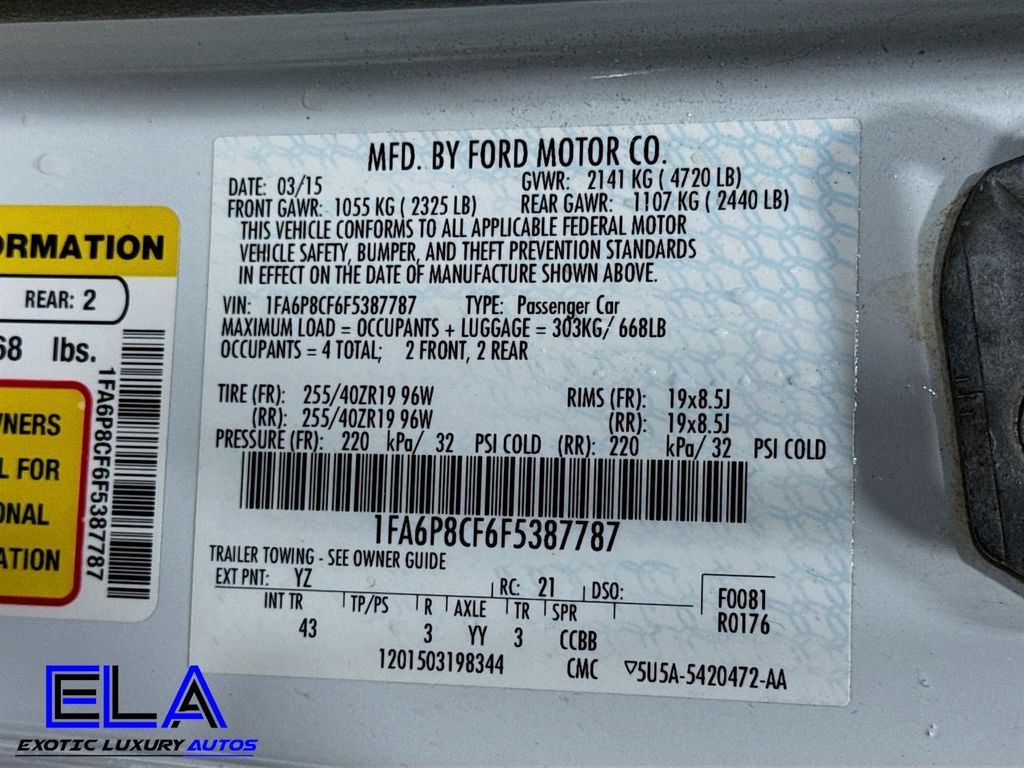 MFD. BY FORD MOTOR CO.
DATE: 03/15 GVWR: 2141 KG ( 4720 LB)
FRONT GAWR: 1055 KG ( 2325 LB) REAR GAWR: 1107 KG ( 2440 LB)
THIS VEHICLE CONFORMS TO ALL APPLICABLE FEDERAL MOTOR
VEHICLE SAFETY, BUMPER, AND THEFT PREVENTION STANDARDS
IN EFFECT ON THE DATE OF MANUFACTURE SHOWN ABOVE.
VIN: 1FA6P8CF6F5387787 TYPE: Passenger Car
MAXIMUM LOAD = OCCUPANTS + LUGGAGE = 303KG/ 668LB
OCCUPANTS = 4 TOTAL; 2 FRONT, 2 REAR
TIRE (FR): 255/40ZR19 96W RIMS (FR): 19x8.5J
(RR): 255/40ZR19 96W (RR): 19x8.5J
PRESSURE (FR): 220 kPa/ 32 PSI COLD (RR): 220 kPa/ 32 PSI COLD
1FA6P8CF6F5387787
TRAILER TOWING - SEE OWNER GUIDE
EXT PNT: YZ RC: 21 DSO:
INT TR TP/PS R AXLE TR SPR
43 3 YY 3 CCBB
F0081
R0176
1201503198344 CMC ▽5U5A-5420472-AA
ORMATION
REAR: 2
68 lbs.
1FA6P8CF6F5387787
WNERS
L FOR
ONAL
ATION
ELA
EXOTIC LUXURY AUTOS